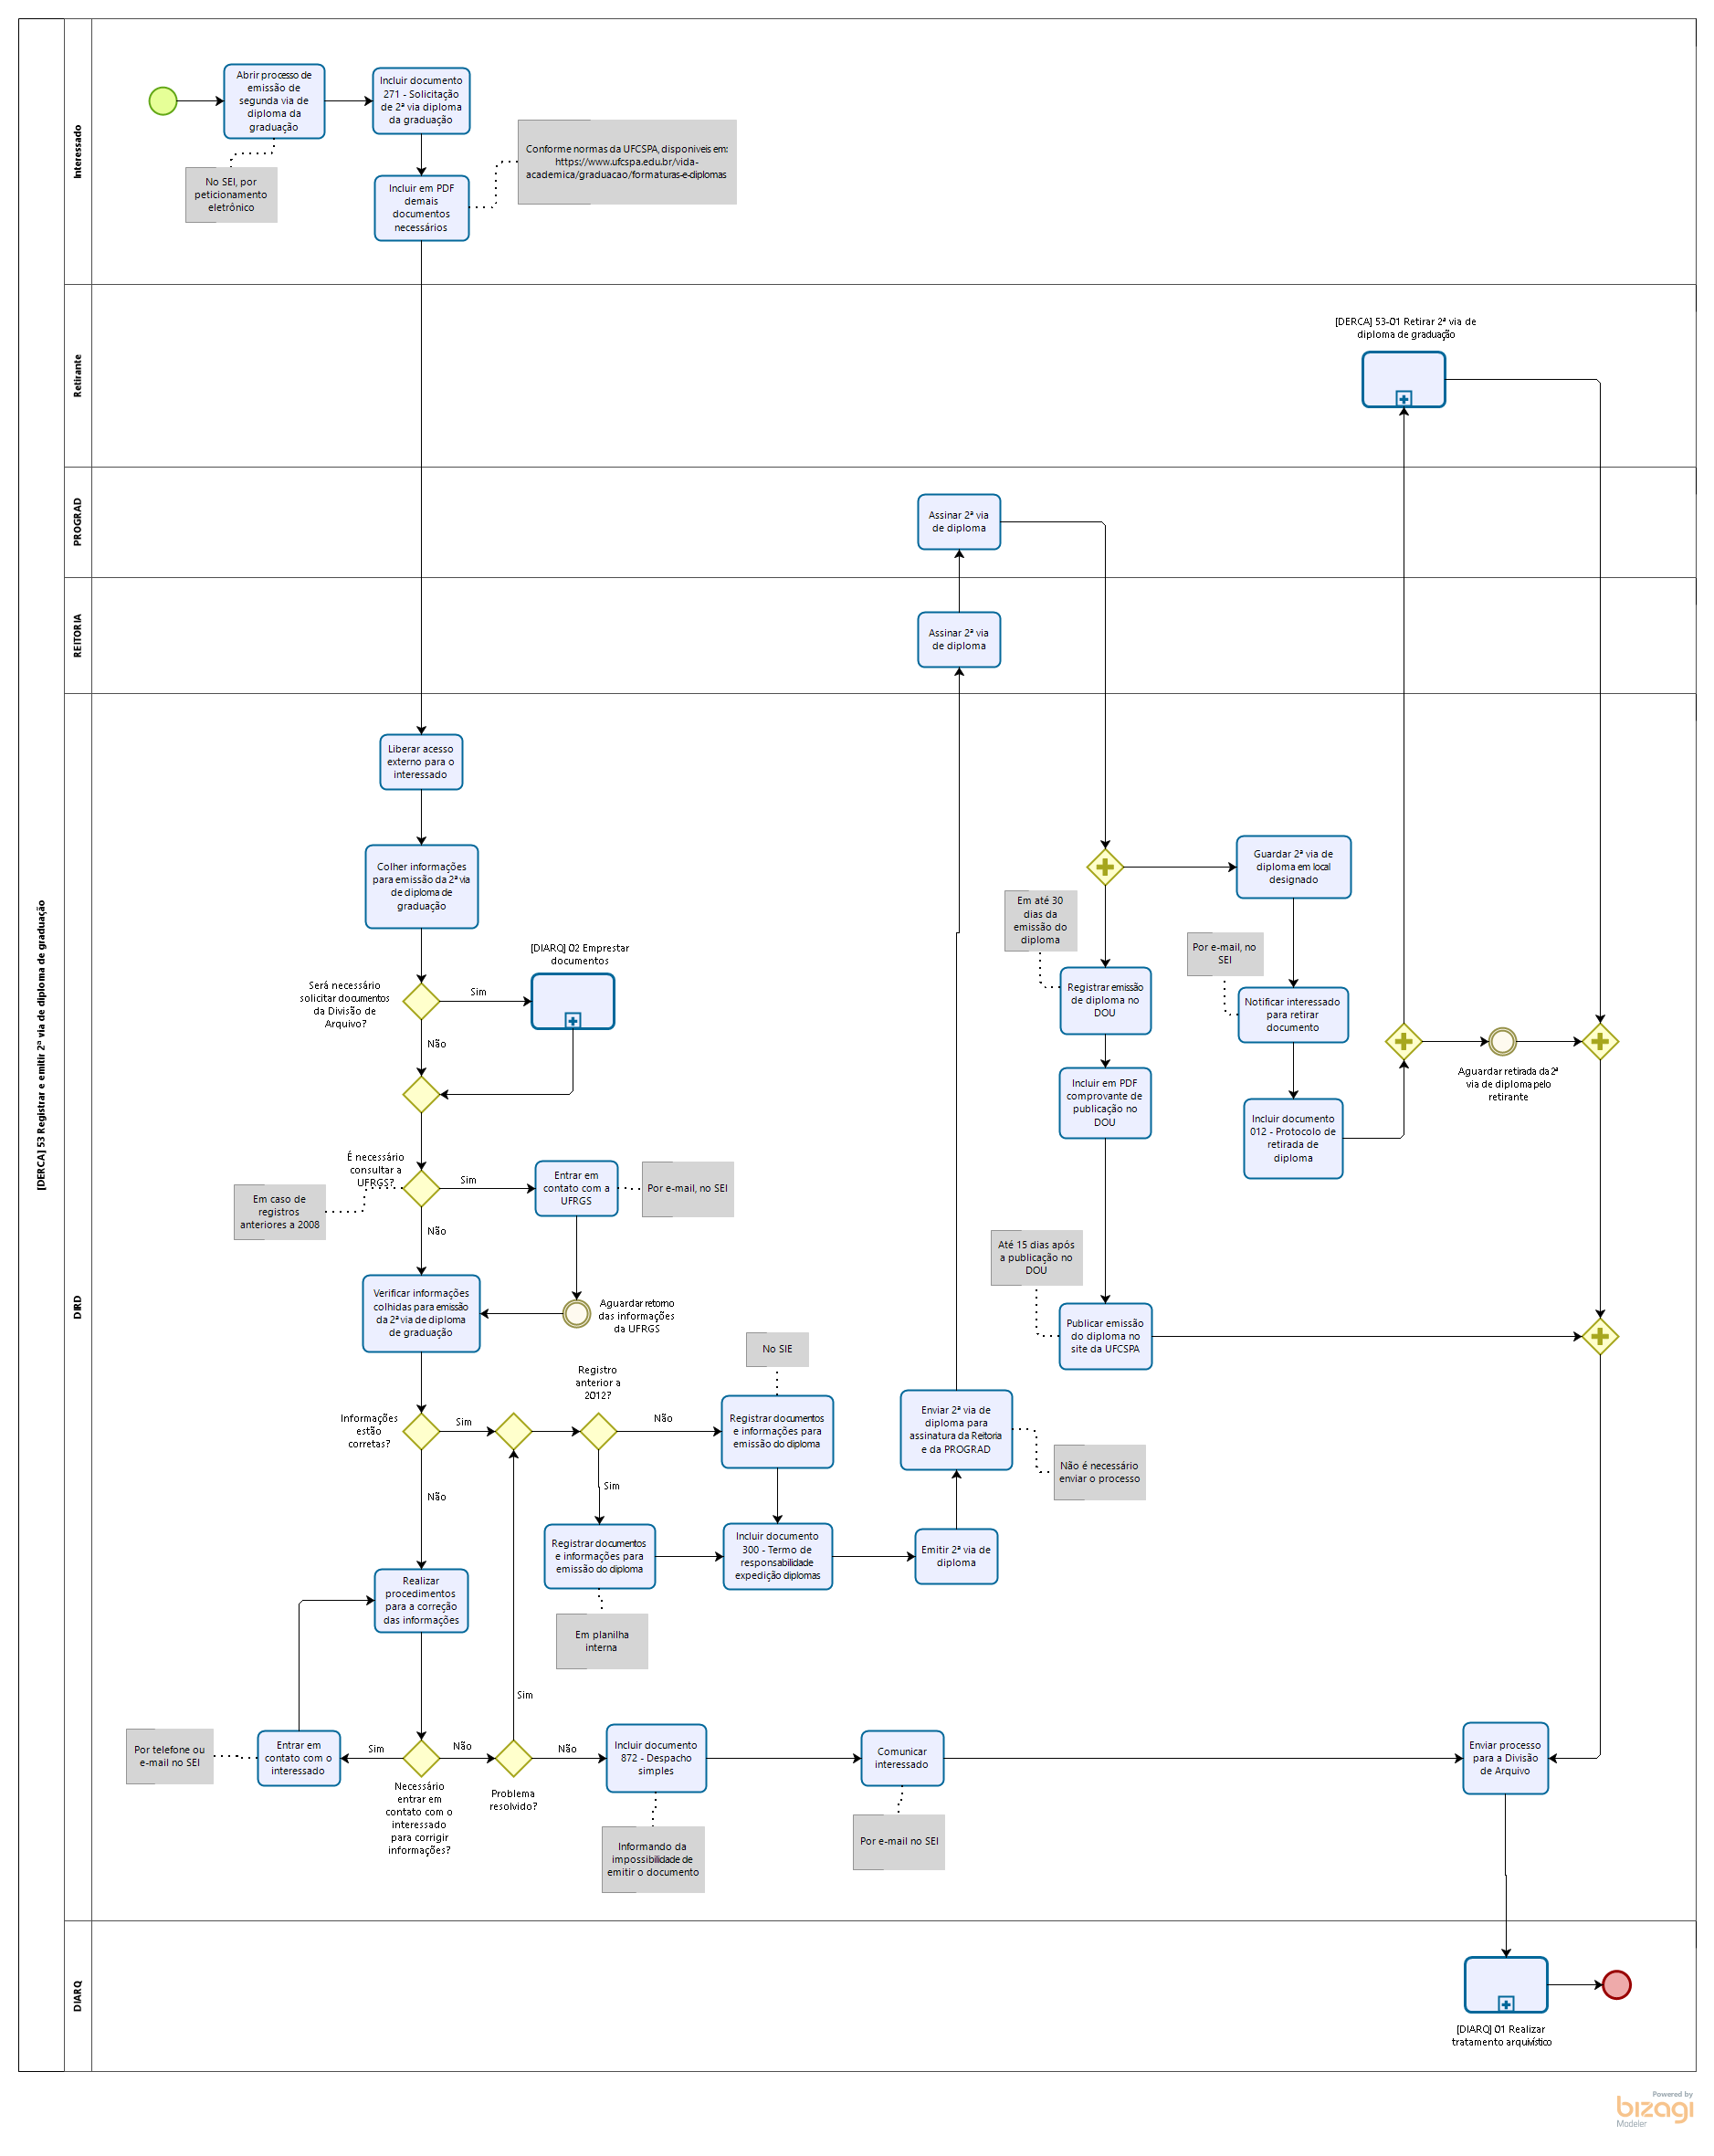 [DERCA] 53 Registrar e emitir 2ª via de diploma de graduação
Interessado
Abrir processo de
emissão de
segunda via de
diploma da
graduação
Incluir documento
271 - Solicitação
de 2ª via diploma
da graduação
No SEI, por
peticionamento
eletrônico
Conforme normas da UFCSPA, disponíveis em:
https://www.ufcspa.edu.br/vida-
academica/graduacao/formaturas-e-diplomas
Incluir em PDF
demais
documentos
necessários
Retirante
[DERCA] 53-01 Retirar 2ª via de
diploma de graduação
PROGRAD
Assinar 2ª via
de diploma
REITORIA
Assinar 2ª via
de diploma
DIRD
Liberar acesso
externo para o
interessado
Colher informações
para emissão da 2ª via
de diploma de
graduação
Será necessário
solicitar documentos
da Divisão de
Arquivo?
Sim
Não
[DIARQ] 02 Emprestar
documentos
É necessário
consultar a
UFRGS?
Em caso de
registros
anteriores a 2008
Sim
Não
Entrar em
contato com a
UFRGS
Por e-mail, no SEI
Aguardar retorno
das informações
da UFRGS
Verificar informações
colhidas para emissão
da 2ª via de diploma
de graduação
Informações
estão
corretas?
Sim
Não
Registro
anterior a
2012?
Não
Sim
No SIE
Registrar documentos
e informações para
emissão do diploma
Registrar documentos
e informações para
emissão do diploma
Em planilha
interna
Incluir documento
300 - Termo de
responsabilidade
expedição diplomas
Emitir 2ª via de
diploma
Enviar 2ª via de
diploma para
assinatura da Reitoria
e da PROGRAD
Não é necessário
enviar o processo
Guardar 2ª via de
diploma em local
designado
Em até 30
dias da
emissão do
diploma
Registrar emissão
de diploma no
DOU
Por e-mail, no
SEI
Notificar interessado
para retirar
documento
Incluir em PDF
comprovante de
publicação no
DOU
Incluir documento
012 - Protocolo de
retirada de
diploma
Aguardar retirada da 2ª
via de diploma pelo
retirante
Até 15 dias após
a publicação no
DOU
Publicar emissão
do diploma no
site da UFCSPA
Realizar
procedimentos
para a correção
das informações
Por telefone ou
e-mail no SEI
Entrar em
contato com o
interessado
Sim
Necessário
entrar em
contato com o
interessado
para corrigir
informações?
Não
Sim
Problema
resolvido?
Não
Incluir documento
872 - Despacho
simples
Informando da
impossibilidade de
emitir o documento
Comunicar
interessado
Por e-mail no SEI
Enviar processo
para a Divisão
de Arquivo
DIARQ
[DIARQ] 01 Realizar
tratamento arquivístico
Powered by
bizagi
Modeler